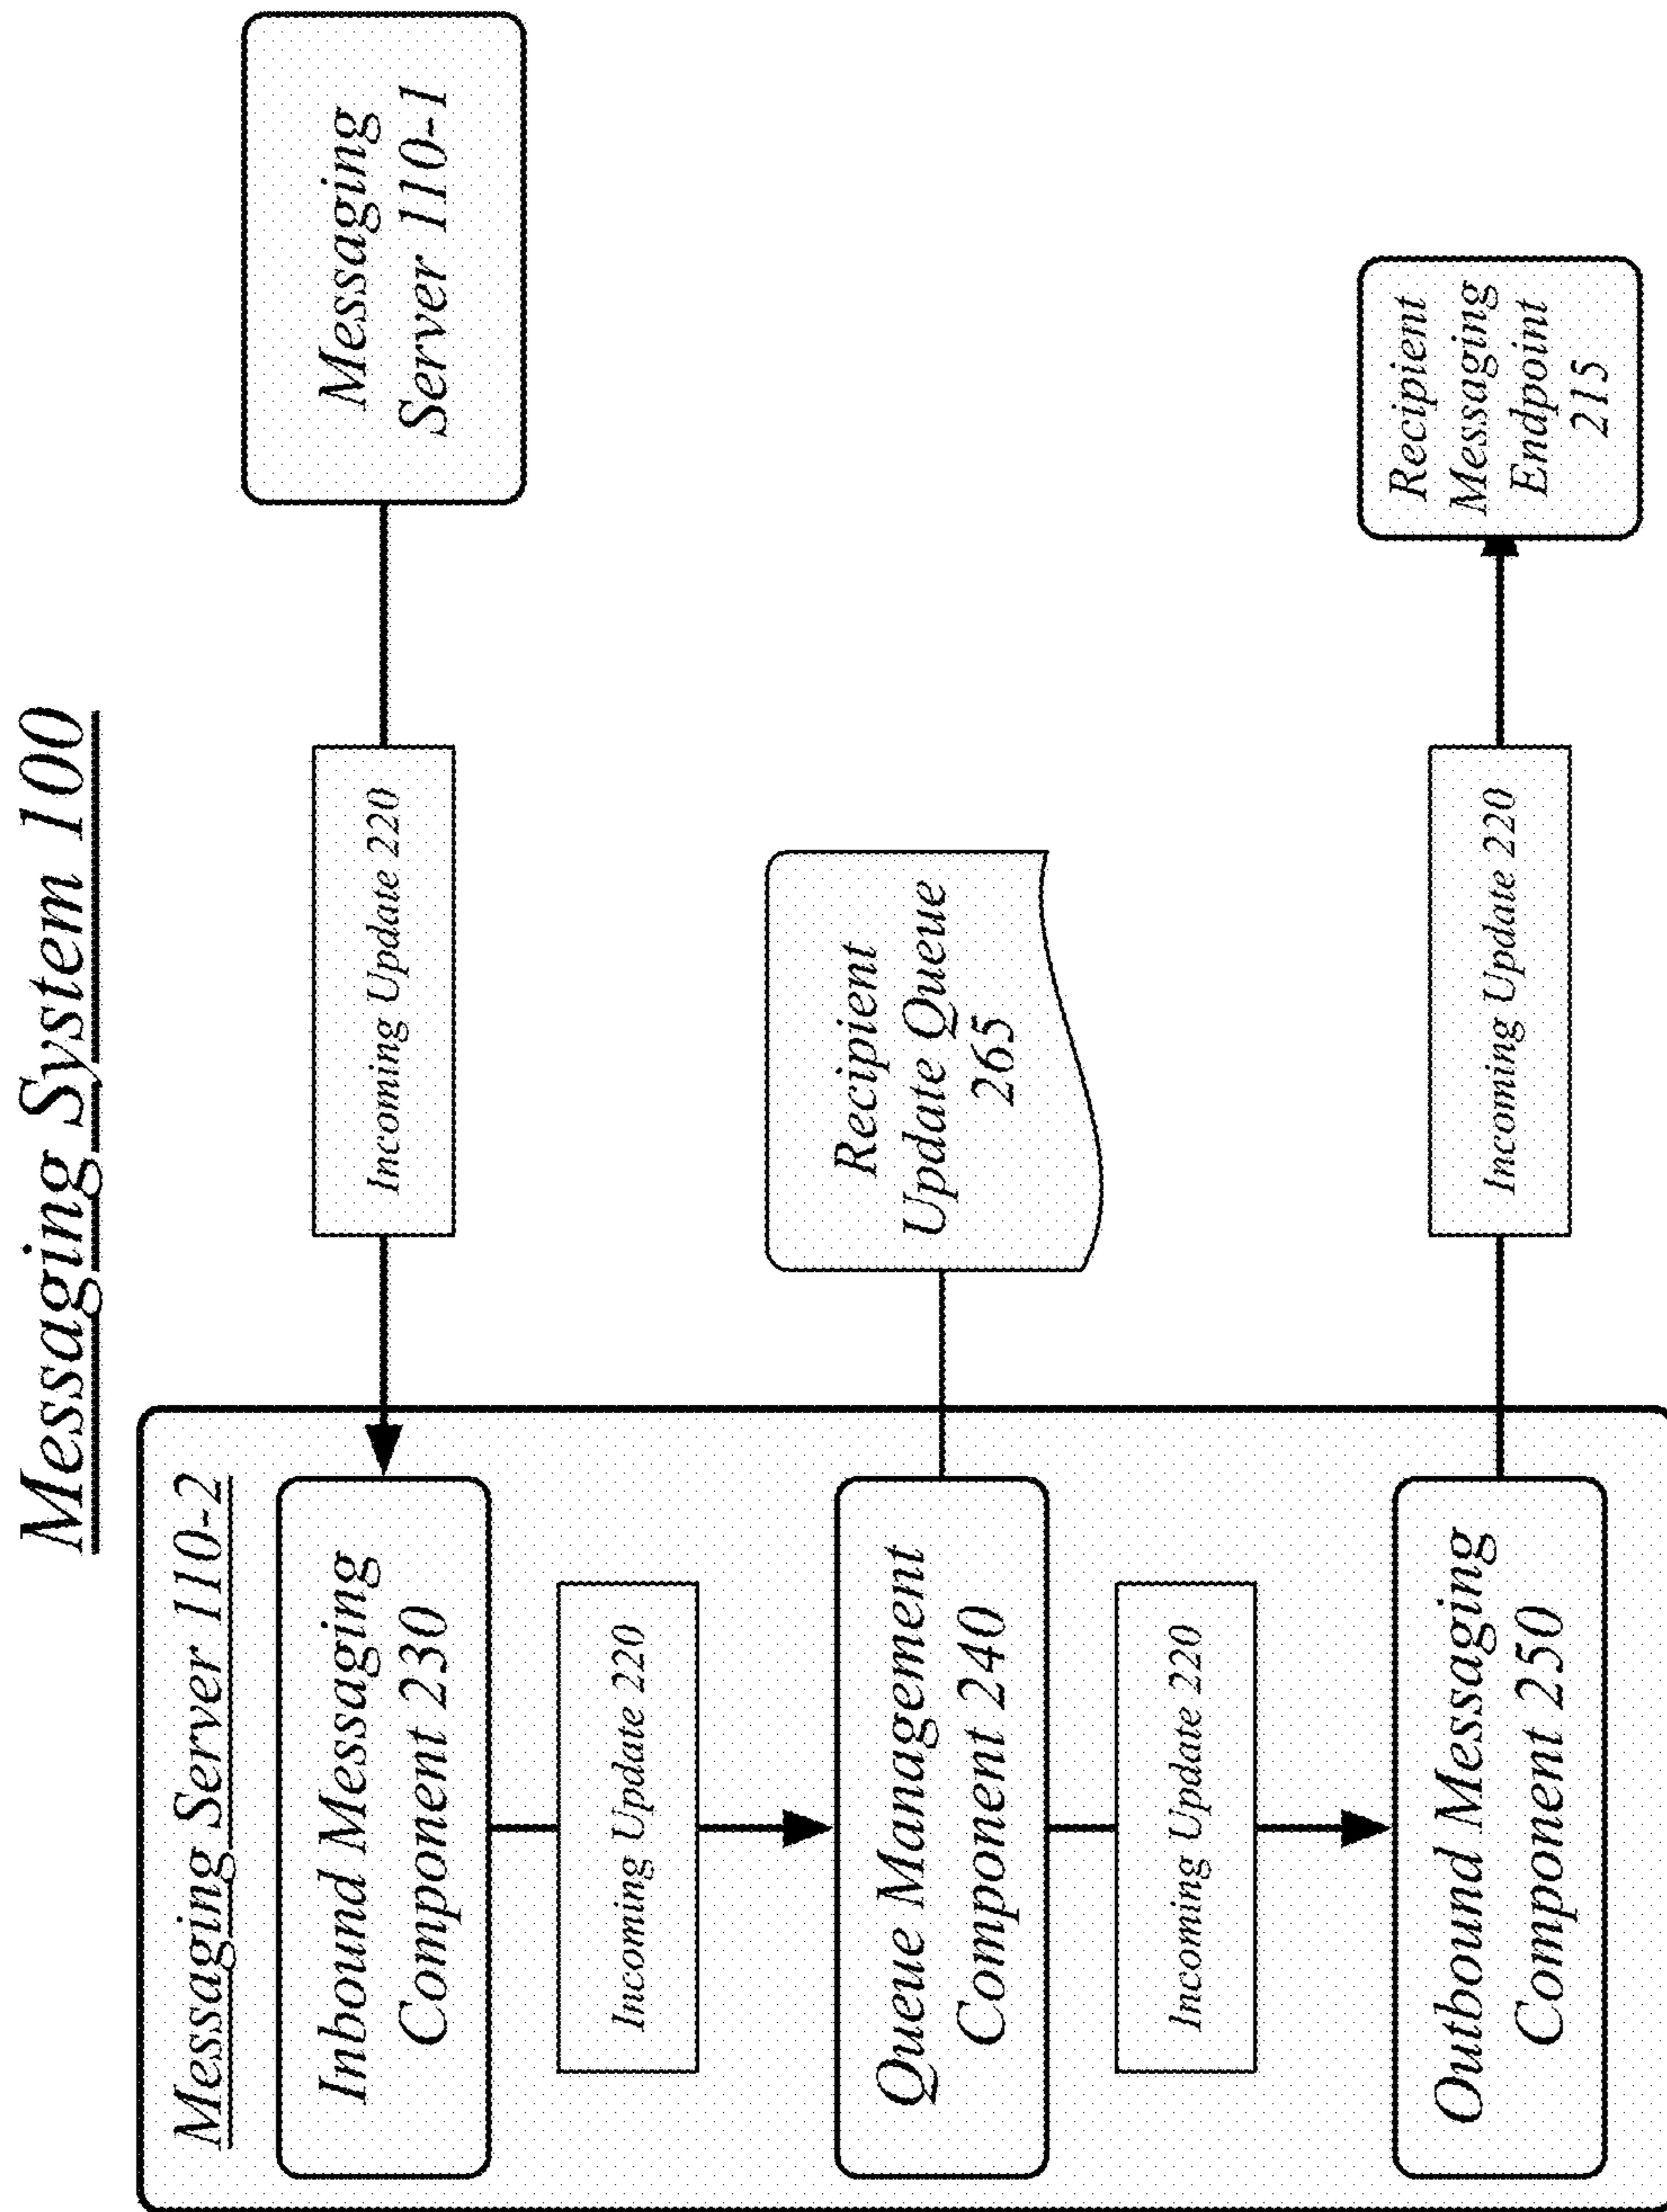 Messaging System 100
Messaging Server 110-2
Inbound Messaging
Component 230
Incoming Update 220
Messaging
Server 110-1
Incoming Update 220
Queue Management
Component 240
Recipient
Update Queue
265
Incoming Update 220
Outbound Messaging
Component 250
Incoming Update 220
Recipient
Messaging
Endpoint
215